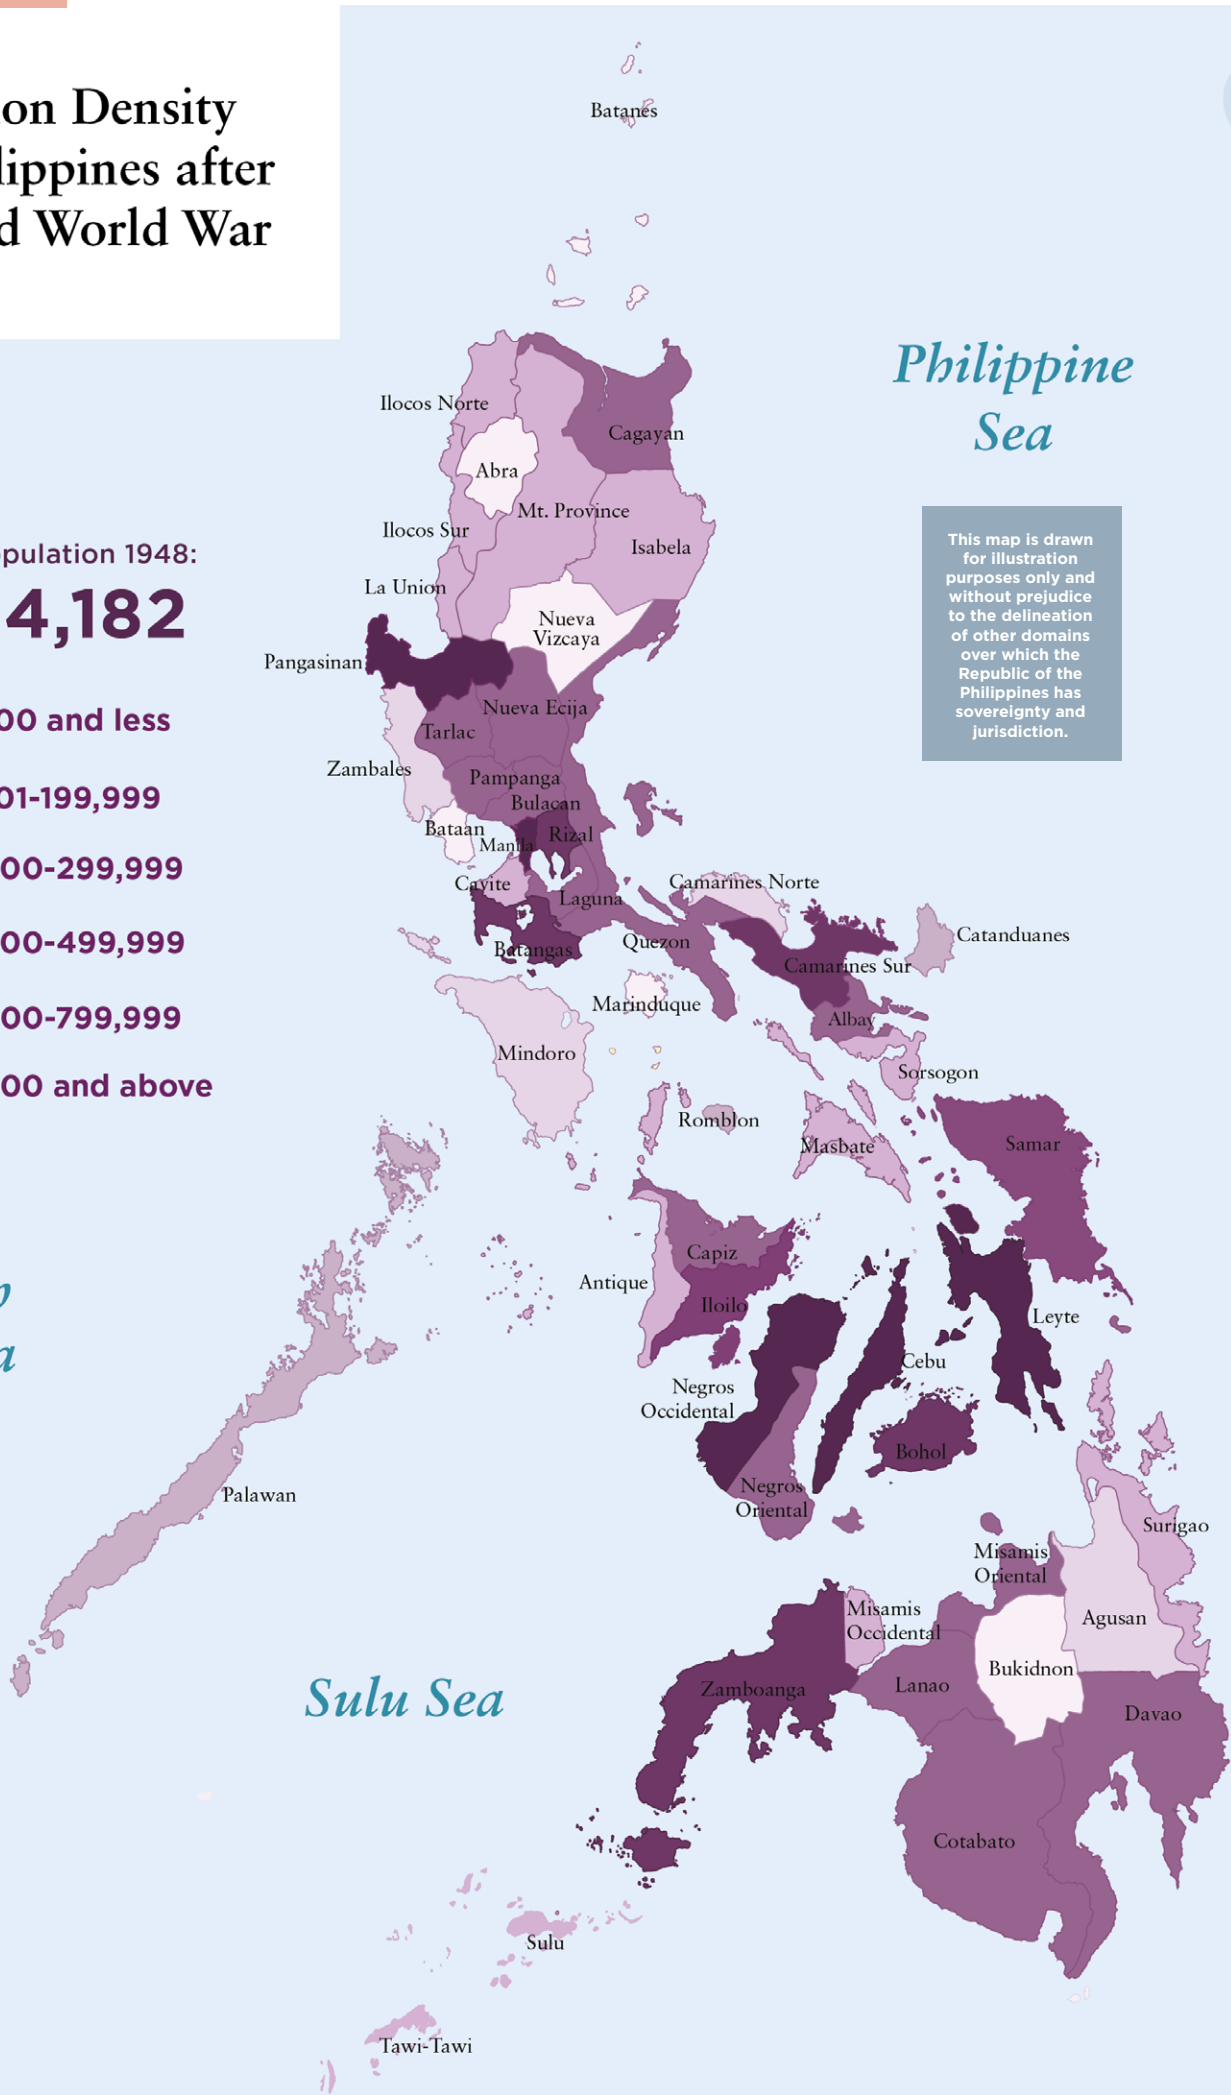 on Density
lippines after
d World War
pulation 1948:
4,182
00 and less
01-199,999
00-299,999
00-499,999
00-799,999
00 and above
Batanes
Philippine
Sea
This map is drawn
for illustration
purposes only and
without prejudice
to the delineation
of other domains
over which the
Republic of the
Philippines has
sovereignty and
jurisdiction.
Ilocos Norte
Cagayan
Abra
Mt. Province
Ilocos Sur
Isabela
La Union
Nueva
Vizcaya
Pangasinan
Nueva Ecija
Tarlac
Zambales
Pampanga
Bulacan
Bataan
Rizal
Manila
Cavite
Camarines Norte
Laguna
Catanduanes
Quezon
Batangas
Camarines Sur
Marinduque
Albay
Mindoro
Sorsogon
Romblon
Masbate
Samar
Capiz
Antique
Iloilo
Leyte
Cebu
Negros
Occidental
Bohol
Negros
Oriental
Palawan
Surigao
Misamis
Oriental
Misamis
Occidental
Agusan
Bukidnon
Lanao
Zamboanga
Davao
Sulu Sea
Cotabato
Sulu
Tawi-Tawi